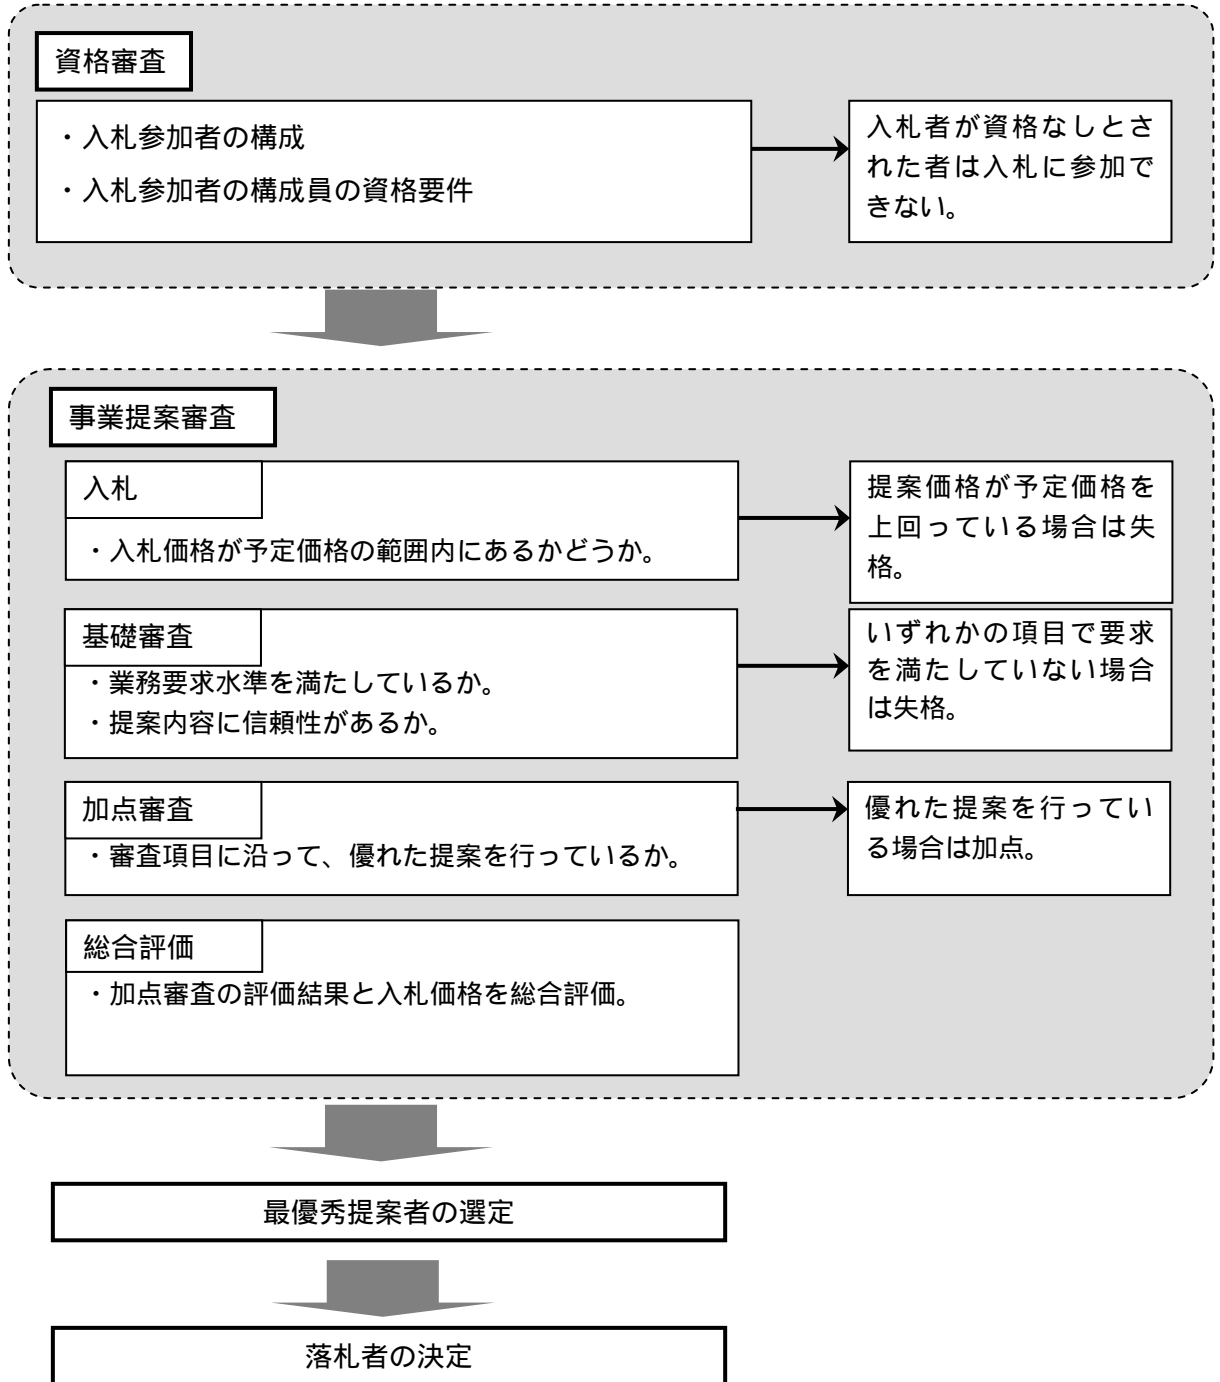 資格審査
・入札参加者の構成
・入札参加者の構成員の資格要件
入札者が資格なしとさ
れた者は入札に参加で
きない。
事業提案審査
入札
・入札価格が予定価格の範囲内にあるかどうか。
提案価格が予定価格を
上回っている場合は失
格。
基礎審査
・業務要求水準を満たしているか。
・提案内容に信頼性があるか。
いずれかの項目で要求
を満たしていない場合
は失格。
加点審査
・審査項目に沿って、優れた提案を行っているか。
優れた提案を行ってい
る場合は加点。
総合評価
・加点審査の評価結果と入札価格を総合評価。
最優秀提案者の選定
落札者の決定